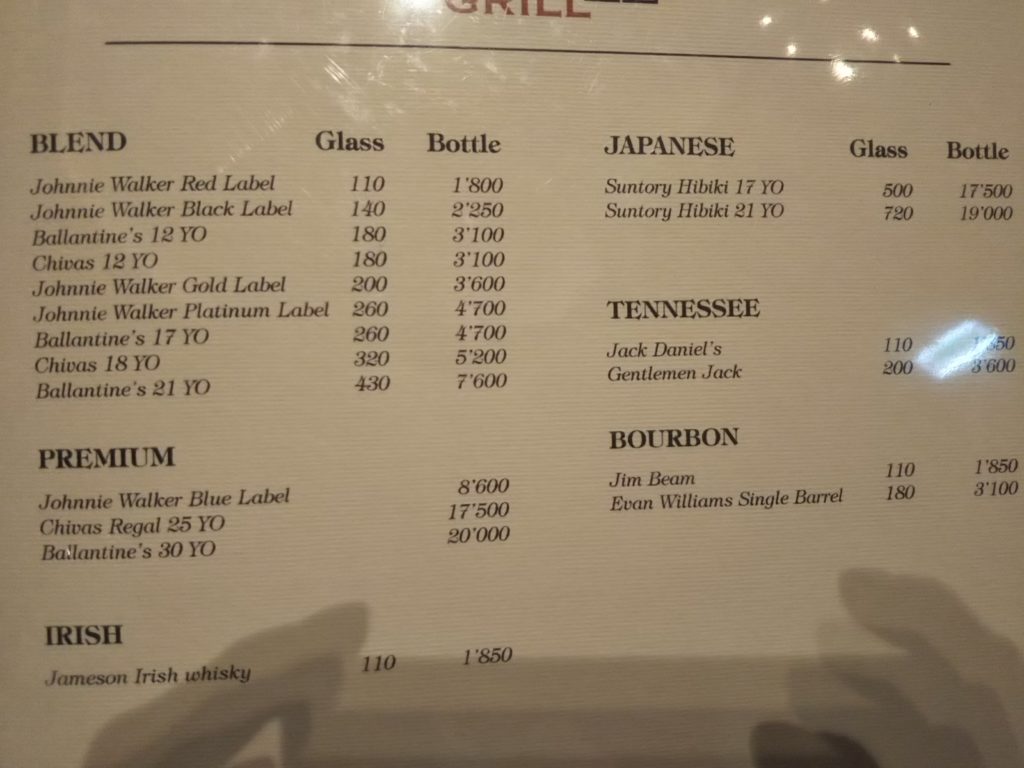 GRILL
BLEND Glass Bottle
Johnnie Walker Red Label 110 1'800
Johnnie Walker Black Label 140 2'250
Ballantine's 12 YO 180 3'100
Chivas 12 YO 180 3'100
Johnnie Walker Gold Label 200 3'600
Johnnie Walker Platinum Label 260 4'700
Ballantine's 17 YO 260 4'700
Chivas 18 YO 320 5'200
Ballantine's 21 YO 430 7'600
PREMIUM
Johnnie Walker Blue Label 8'600
Chivas Regal 25 YO 17'500
Ballantine's 30 YO 20'000
IRISH
Jameson Irish whisky 110 1'850
JAPANESE Glass Bottle
Suntory Hibiki 17 YO 500 17'500
Suntory Hibiki 21 YO 720 19'000
TENNESSEE
Jack Daniel's 110
Gentlemen Jack 200 3'600
BOURBON
Jim Beam 110 1'850
Evan Williams Single Barrel 180 3'100